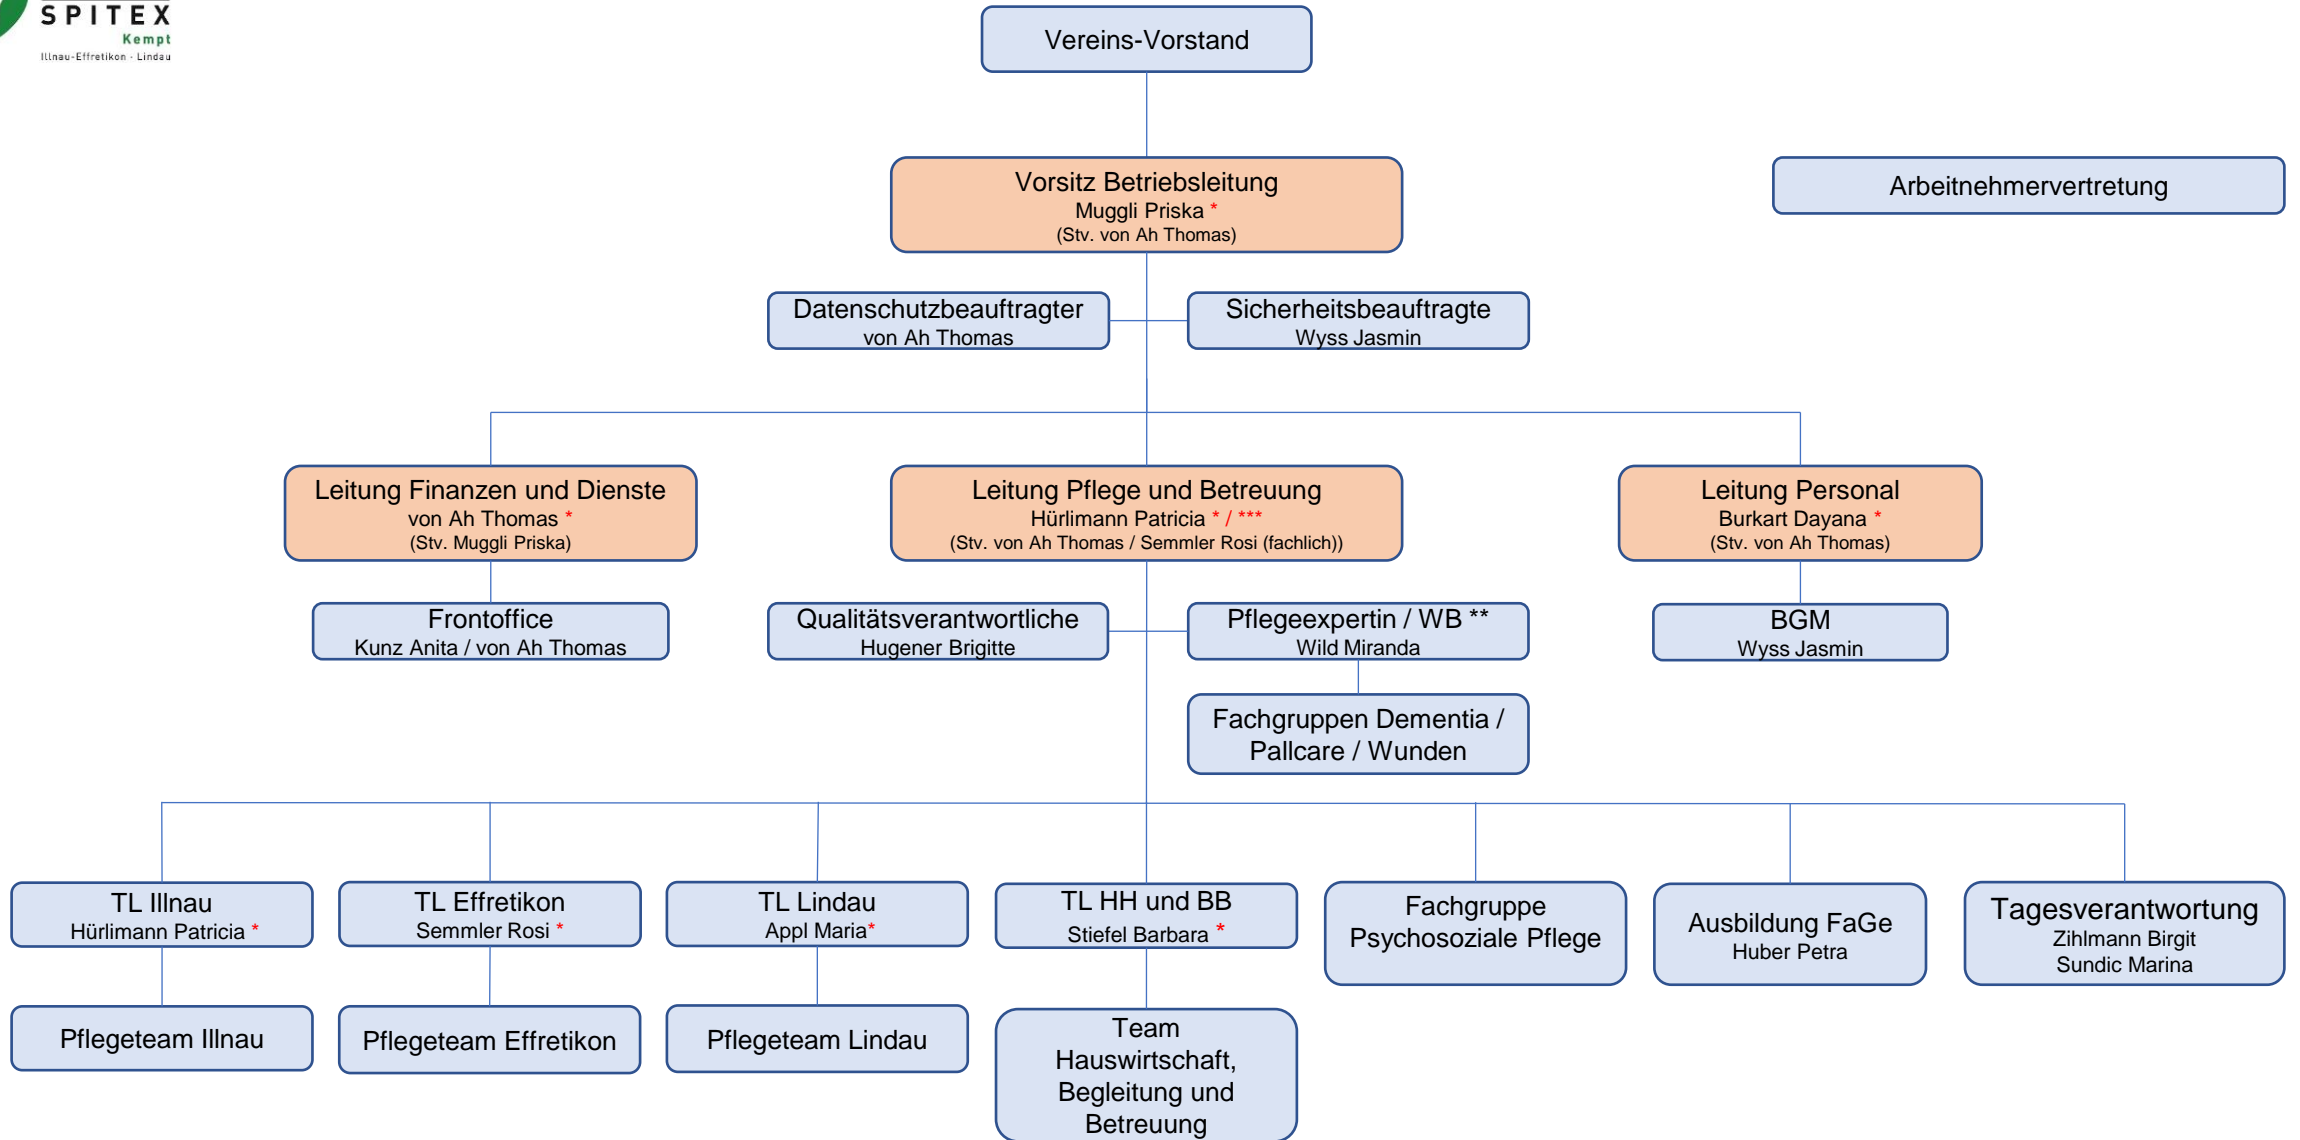 SPITEX
Kempt
Illnau-Effretikon - Lindau
Vereins-Vorstand
Vorsitz Betriebsleitung
Muggli Priska *
(Stv. von Ah Thomas)
Arbeitnehmervertretung
Datenschutzbeauftragter
von Ah Thomas
Sicherheitsbeauftragte
Wyss Jasmin
Leitung Finanzen und Dienste
von Ah Thomas *
(Stv. Muggli Priska)
Leitung Pflege und Betreuung
Hürlimann Patricia * / ***
(Stv. von Ah Thomas / Semmler Rosi (fachlich))
Leitung Personal
Burkart Dayana *
(Stv. von Ah Thomas)
Frontoffice
Kunz Anita / von Ah Thomas
Qualitätsverantwortliche
Hugener Brigitte
Pflegeexpertin / WB **
Wild Miranda
BGM
Wyss Jasmin
Fachgruppen Dementia /
Pallcare / Wunden
TL Illnau
Hürlimann Patricia *
TL Effretikon
Semmler Rosi *
TL Lindau
Appl Maria*
TL HH und BB
Stiefel Barbara *
Fachgruppe
Psychosoziale Pflege
Ausbildung FaGe
Huber Petra
Tagesverantwortung
Zihlmann Birgit
Sundic Marina
Pflegeteam Illnau
Pflegeteam Effretikon
Pflegeteam Lindau
Team
Hauswirtschaft,
Begleitung und
Betreuung